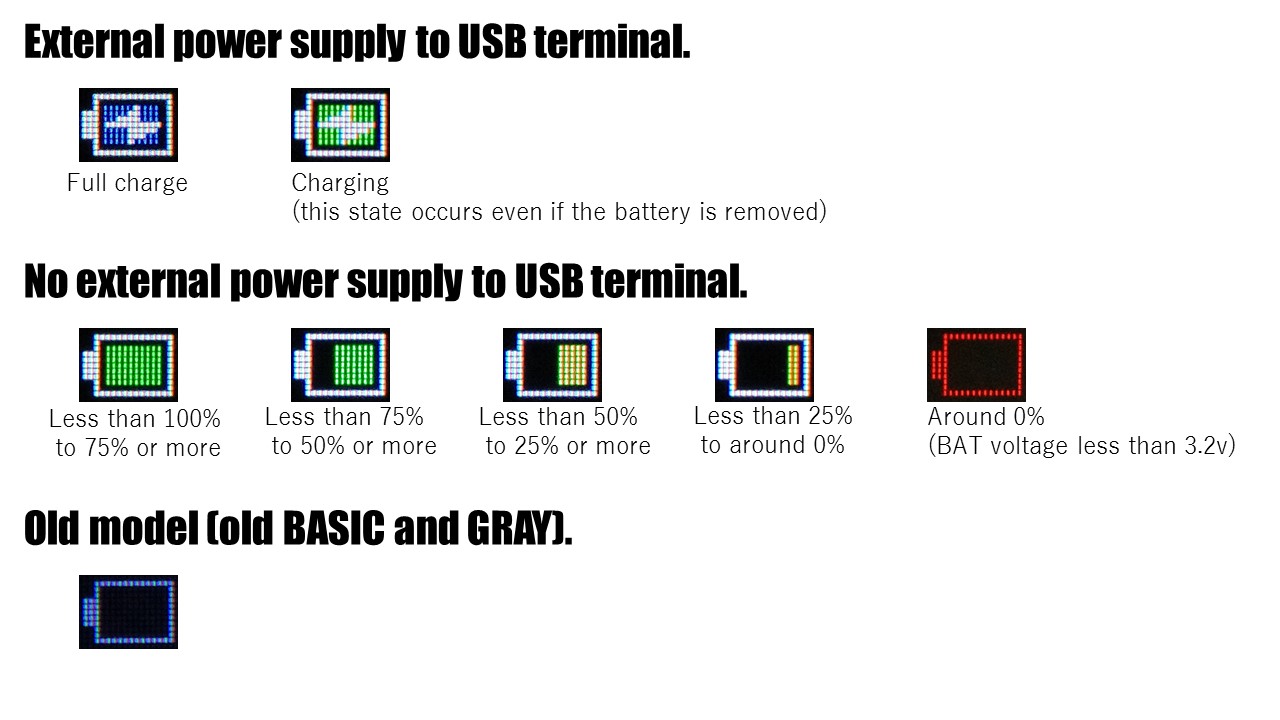 External power supply to USB terminal.
Full charge
Charging
(this state occurs even if the battery is removed)
No external power supply to USB terminal.
Less than 100%
to 75% or more
Less than 75%
to 50% or more
Less than 50%
to 25% or more
Less than 25%
to around 0%
Around 0%
(BAT voltage less than 3.2v)
Old model (old BASIC and GRAY).